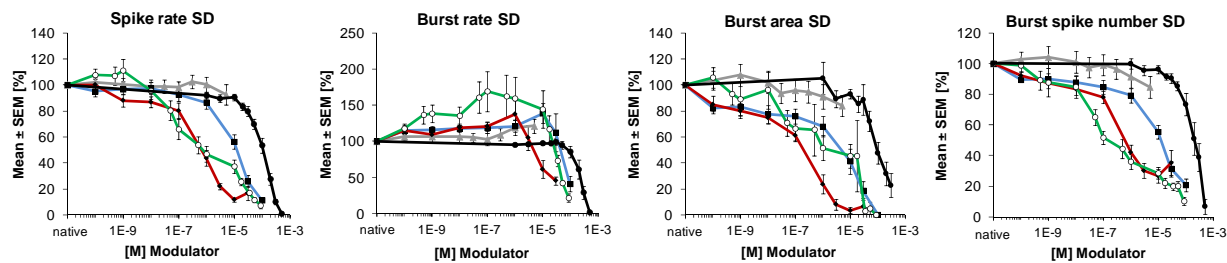 Spike rate SD
Mean ± SEM [%]
140
120
100
80
60
40
20
0
native
1E-9
1E-7
1E-5
1E-3
[M] Modulator
Burst rate SD
Mean ± SEM [%]
250
200
150
100
50
0
native
1E-9
1E-7
1E-5
1E-3
[M] Modulator
Burst area SD
Mean ± SEM [%]
140
120
100
80
60
40
20
0
native
1E-9
1E-7
1E-5
1E-3
[M] Modulator
Burst spike number SD
Mean ± SEM [%]
120
100
80
60
40
20
0
native
1E-9
1E-7
1E-5
1E-3
[M] Modulator